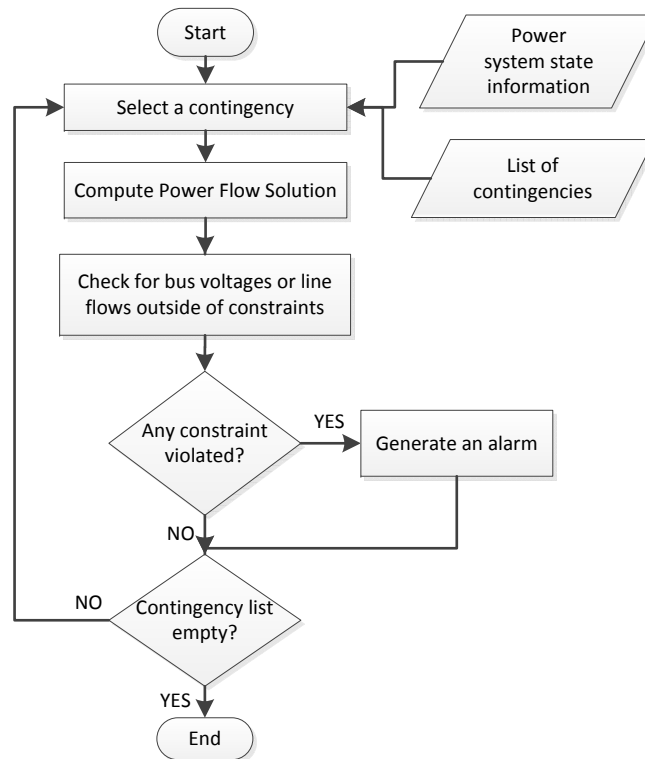 Start
Power
system state
information
Select a contingency
List of
contingencies
Compute Power Flow Solution
Check for bus voltages or line
flows outside of constraints
Any constraint
violated?
YES
Generate an alarm
NO
Contingency list
empty?
NO
YES
End